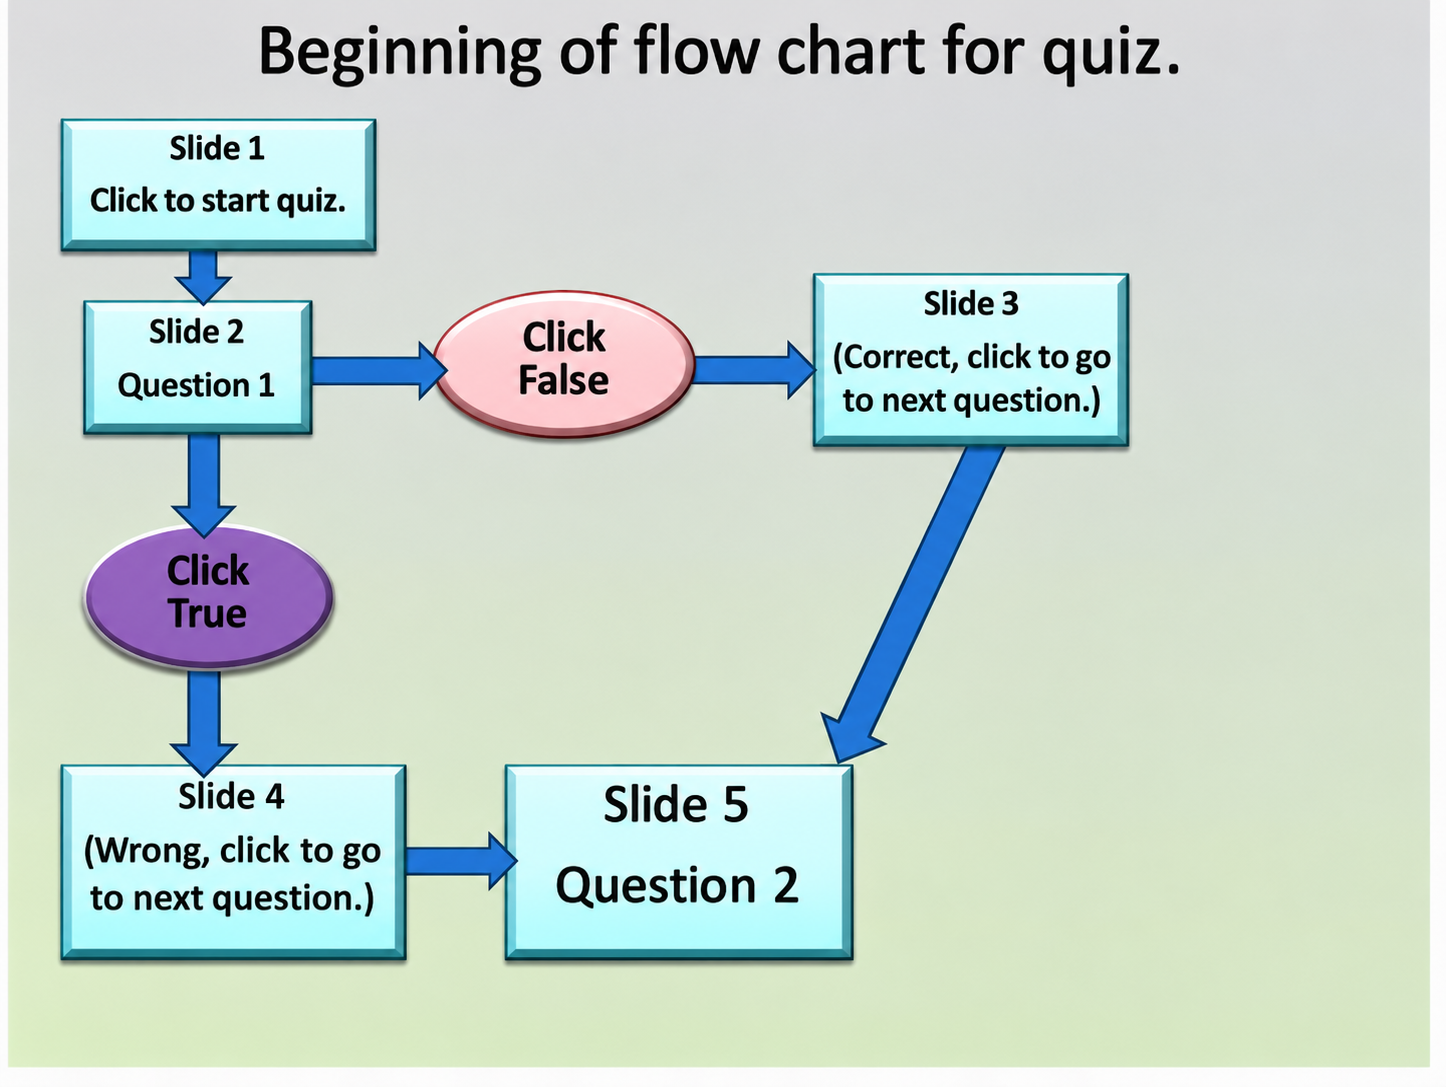 Beginning of flow chart for quiz.
Slide 1
Click to start quiz.
Slide 2
Question 1
Click
False
Slide 3
(Correct, click to go
to next question.)
Click
True
Slide 4
(Wrong, click to go
to next question.)
Slide 5
Question 2